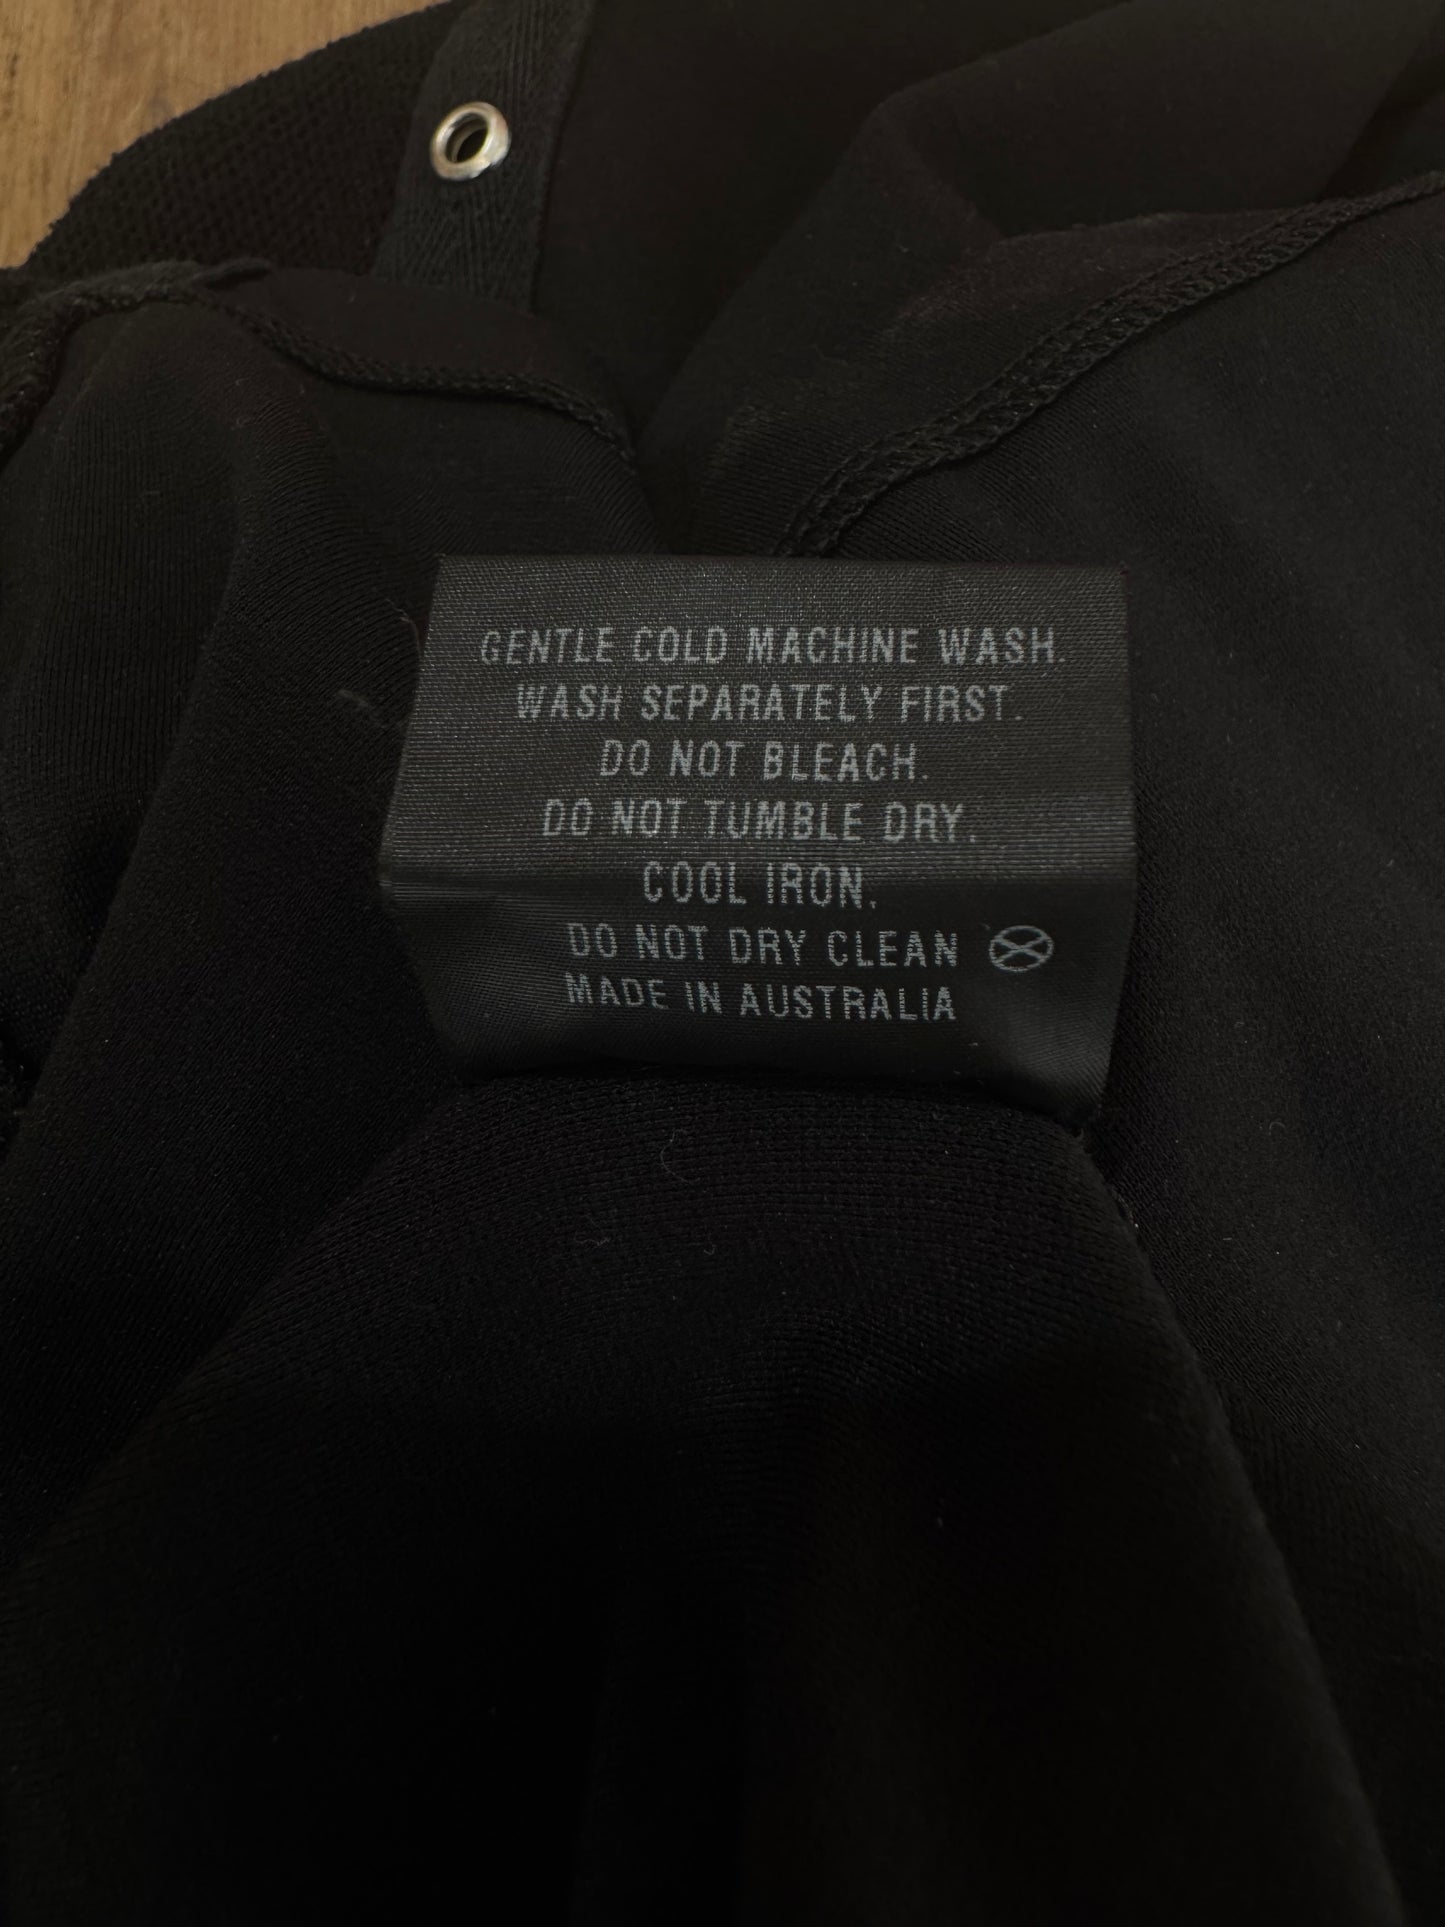 GENTLE COLD MACHINE WASH.
WASH SEPARATELY FIRST.
DO NOT BLEACH.
DO NOT TUMBLE DRY.
COOL IRON.
DO NOT DRY CLEAN
MADE IN AUSTRALIA